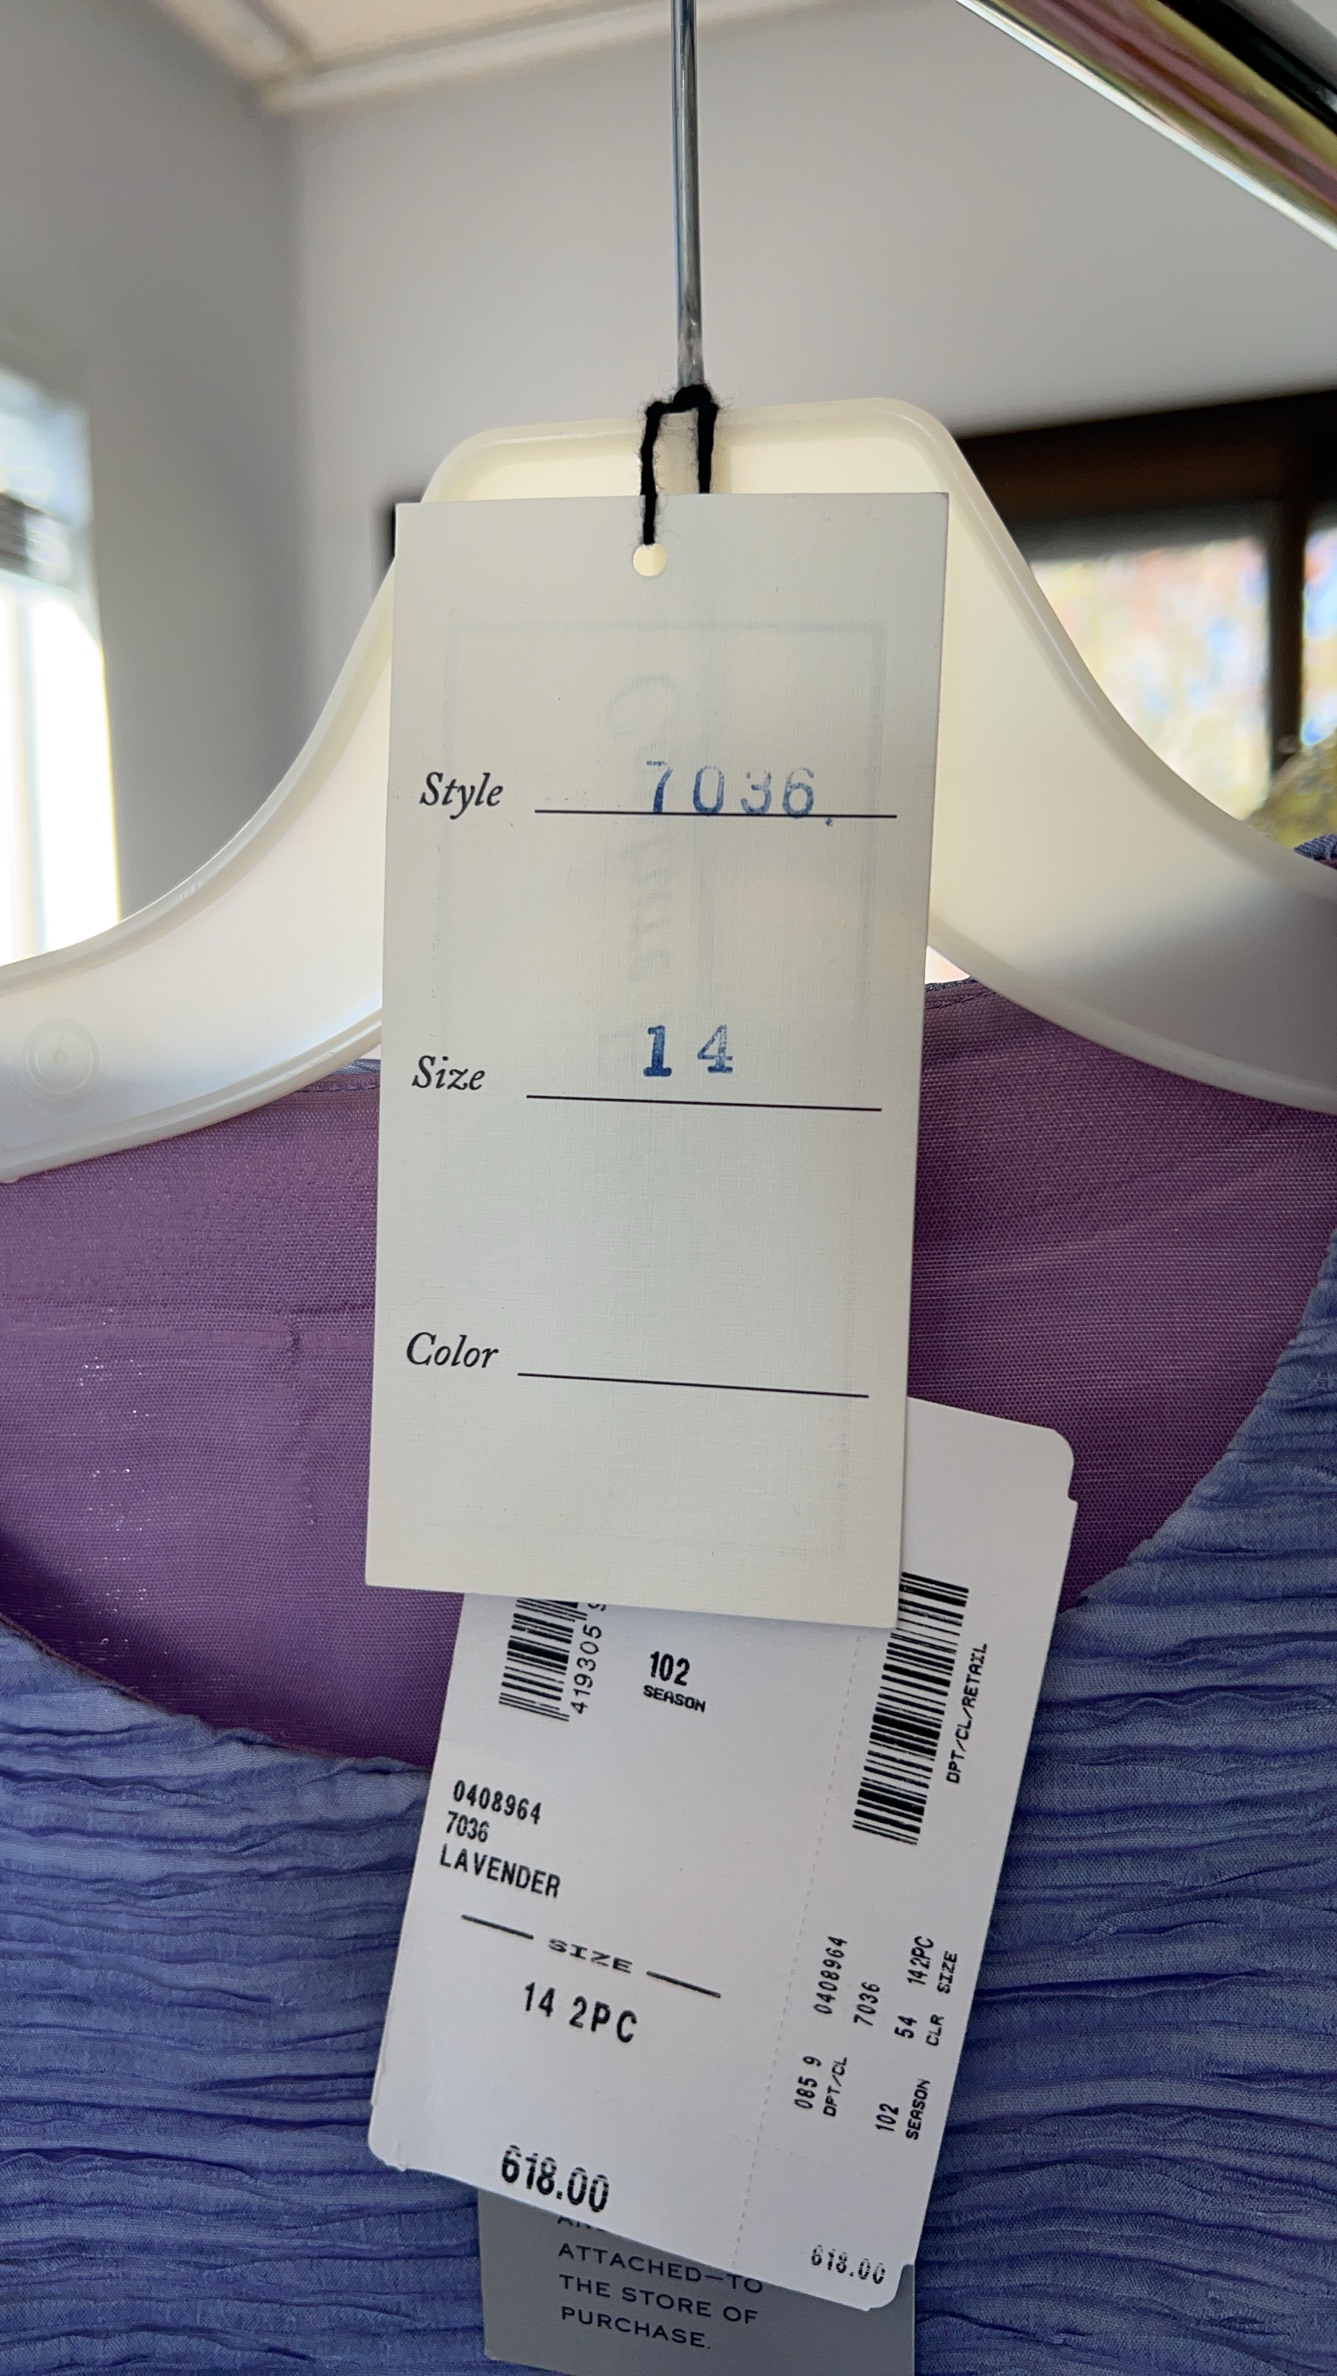 Style 7036.
Size 14
Color
102
SEASON
0408964
7036
LAVENDER
SIZE
14 2PC
618.00
DPT/CL/RETAIL
085 9 0408964
DPT/CL 7036
102 54 142PC
SEASON CLR SIZE
618.00
ATTACHED—TO
THE STORE OF
PURCHASE.